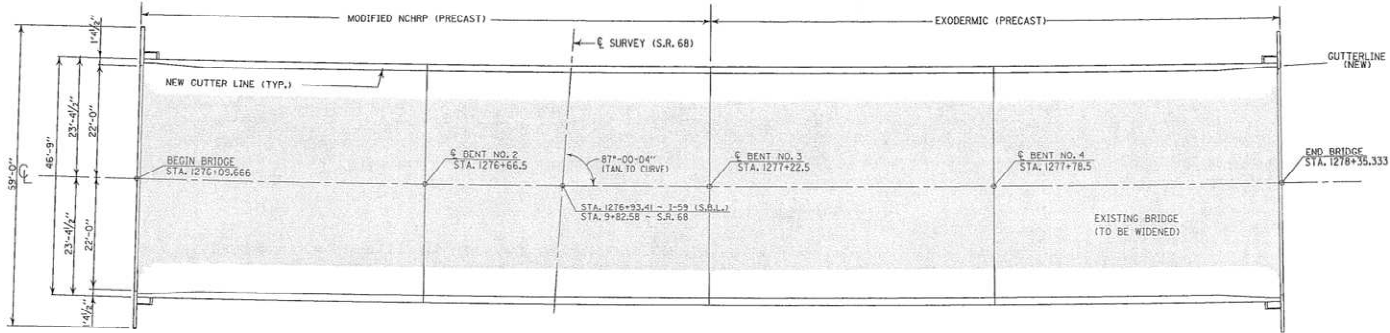 MODIFIED NCHRP (PRECAST)
EXODERMIC (PRECAST)
℄ SURVEY (S.R. 68)
GUTTERLINE
(NEW)
NEW GUTTER LINE (TYP.)
1'4½"
23'-4½"
22'-0"
46'-9"
59'-0"
℄
BEGIN BRIDGE
STA. 1276+09.666
℄ BENT NO. 2
STA. 1276+66.5
87°-00-04"
(TAN. TO CURVE)
℄ BENT NO. 3
STA. 1277+22.5
℄ BENT NO. 4
STA. 1277+78.5
END BRIDGE
STA. 1278+35.333
STA. 1276+93.41 ~ I-59 (S.B.L.)
STA. 9+82.58 ~ S.R. 68
EXISTING BRIDGE
(TO BE WIDENED)
23'-4½"
22'-0"
1'4½"